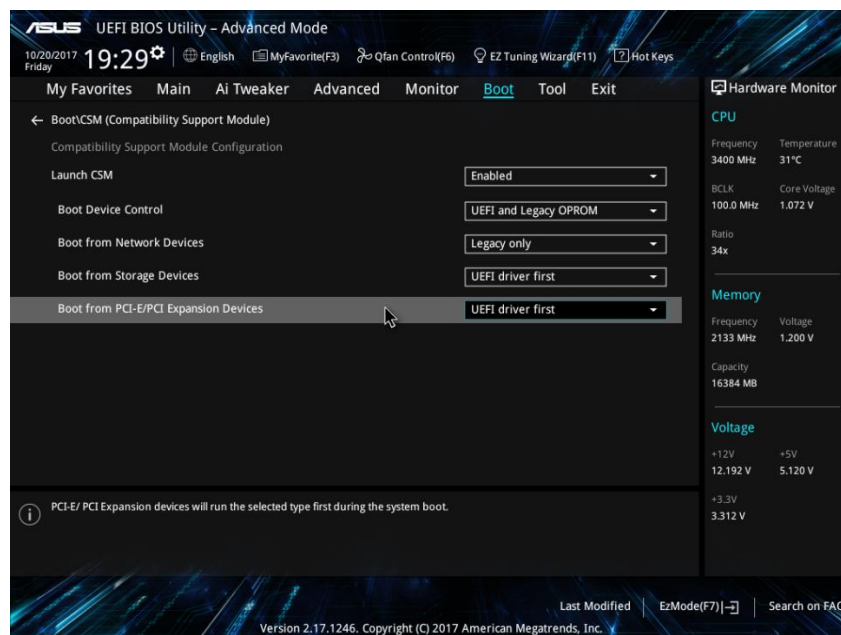 ASUS UEFI BIOS Utility – Advanced Mode
10/20/2017 Friday 19:29 English MyFavorite(F3) Qfan Control(F6) EZ Tuning Wizard(F11) ? Hot Keys
My Favorites Main Ai Tweaker Advanced Monitor Boot Tool Exit
Boot\CSM (Compatibility Support Module)
Compatibility Support Module Configuration
Launch CSM Enabled
Boot Device Control UEFI and Legacy OPROM
Boot from Network Devices Legacy only
Boot from Storage Devices UEFI driver first
Boot from PCI-E/PCI Expansion Devices UEFI driver first
PCI-E/ PCI Expansion devices will run the selected type first during the system boot.
Hardware Monitor
CPU
Frequency Temperature
3400 MHz 31°C
BCLK Core Voltage
100.0 MHz 1.072 V
Ratio
34x
Memory
Frequency Voltage
2133 MHz 1.200 V
Capacity
16384 MB
Voltage
+12V +5V
12.192 V 5.120 V
+3.3V
3.312 V
Last Modified EzMode(F7) Search on FAQ
Version 2.17.1246. Copyright (C) 2017 American Megatrends, Inc.